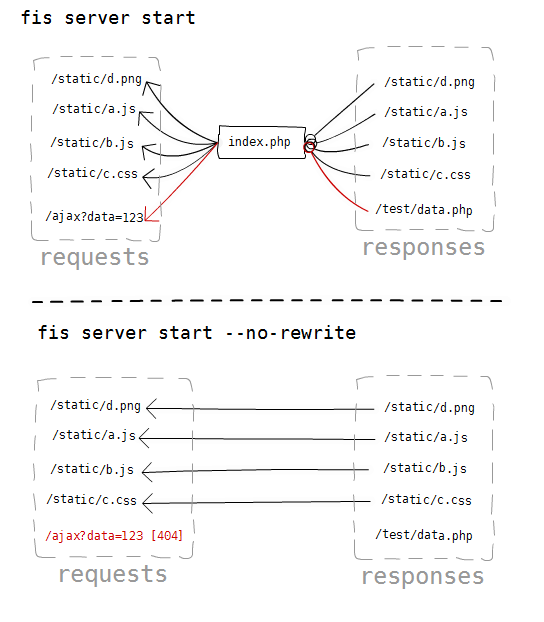 fis server start
/static/d.png
/static/a.js
/static/b.js
/static/c.css
/ajax?data=123
requests
index.php
/static/d.png
/static/a.js
/static/b.js
/static/c.css
/test/data.php
responses
fis server start --no-rewrite
/static/d.png
/static/a.js
/static/b.js
/static/c.css
/ajax?data=123 [404]
requests
/static/d.png
/static/a.js
/static/b.js
/static/c.css
/test/data.php
responses